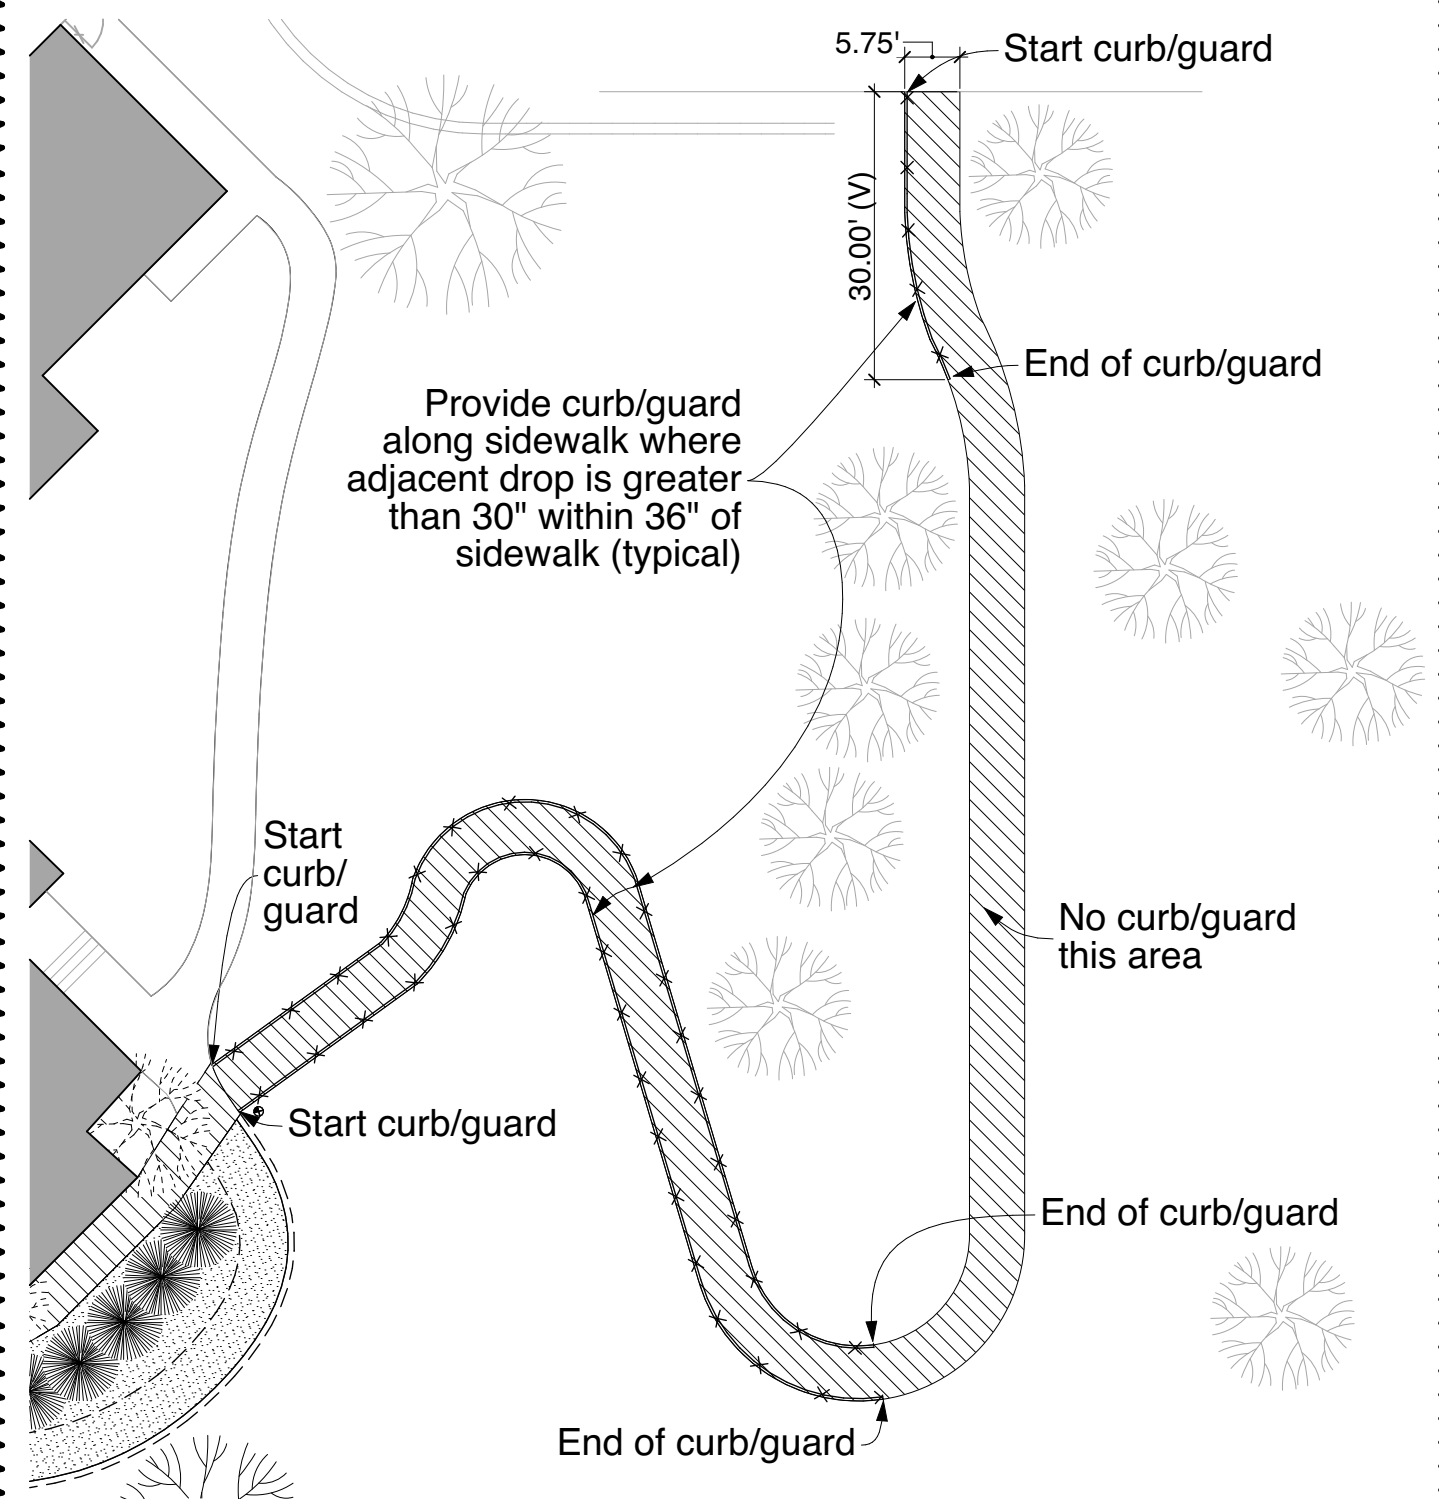 5.75'
Start curb/guard
30.00' (V)
End of curb/guard
Provide curb/guard
along sidewalk where
adjacent drop is greater
than 30" within 36" of
sidewalk (typical)
Start
curb/
guard
No curb/guard
this area
Start curb/guard
End of curb/guard
End of curb/guard